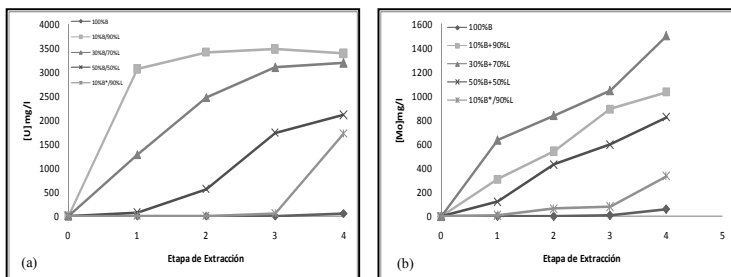 [U] mg/l
4000
3500
3000
2500
2000
1500
1000
500
0
100%B
10%B/90%L
30%B/70%L
50%B/50%L
10%B*/90%L
0 1 2 3 4
Etapa de Extracción
(a)
[Mo]mg/l
1600
1400
1200
1000
800
600
400
200
0
100%B
10%B+90%L
30%B+70%L
50%B+50%L
10%B*/90%L
0 1 2 3 4 5
Etapa de Extracción
(b)